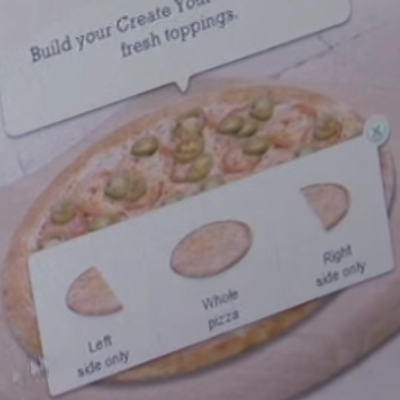 Build your Create Your
fresh toppings.
Left
side only
Whole
pizza
Right
side only